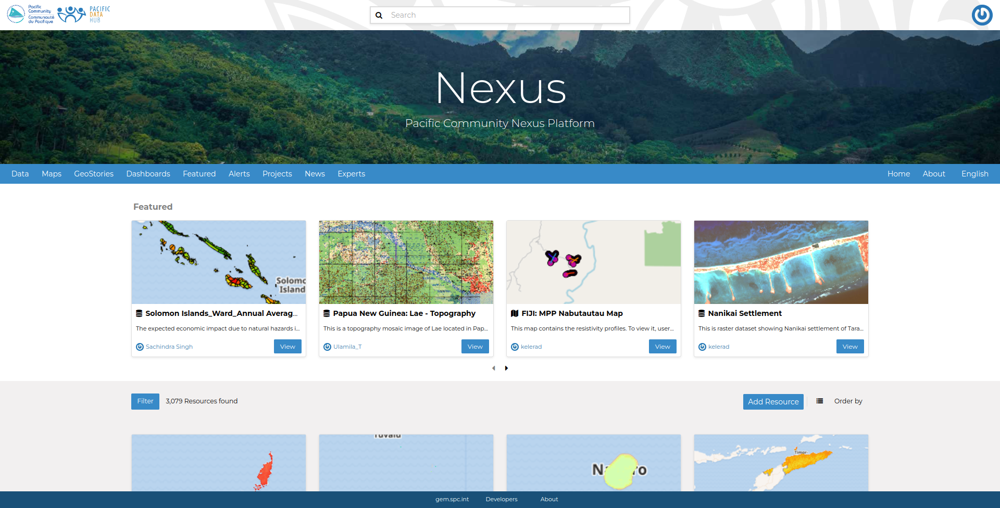 Pacific
Community
Communauté
du Pacifique
PACIFIC
DATA
HUB
Search
Nexus
Pacific Community Nexus Platform
Data Maps GeoStories Dashboards Featured Alerts Projects News Experts Home About English
Featured
Solomo
Island
Solomon Islands_Ward_Annual Averag...
The expected economic impact due to natural hazards i...
Sachindra Singh View
Papua New Guinea: Lae - Topography
This is a topography mosaic image of Lae located in Pap...
Ulamila_T View
FIJI: MPP Nabutautau Map
This map contains the resistivity profiles. To view it, user...
kelerad View
Nanikai Settlement
This is raster dataset showing Nanikai settlement of Tara...
kelerad View
Filter 3,079 Resources found Add Resource Order by
Tuvalu
Timor-
gem.spc.int Developers About